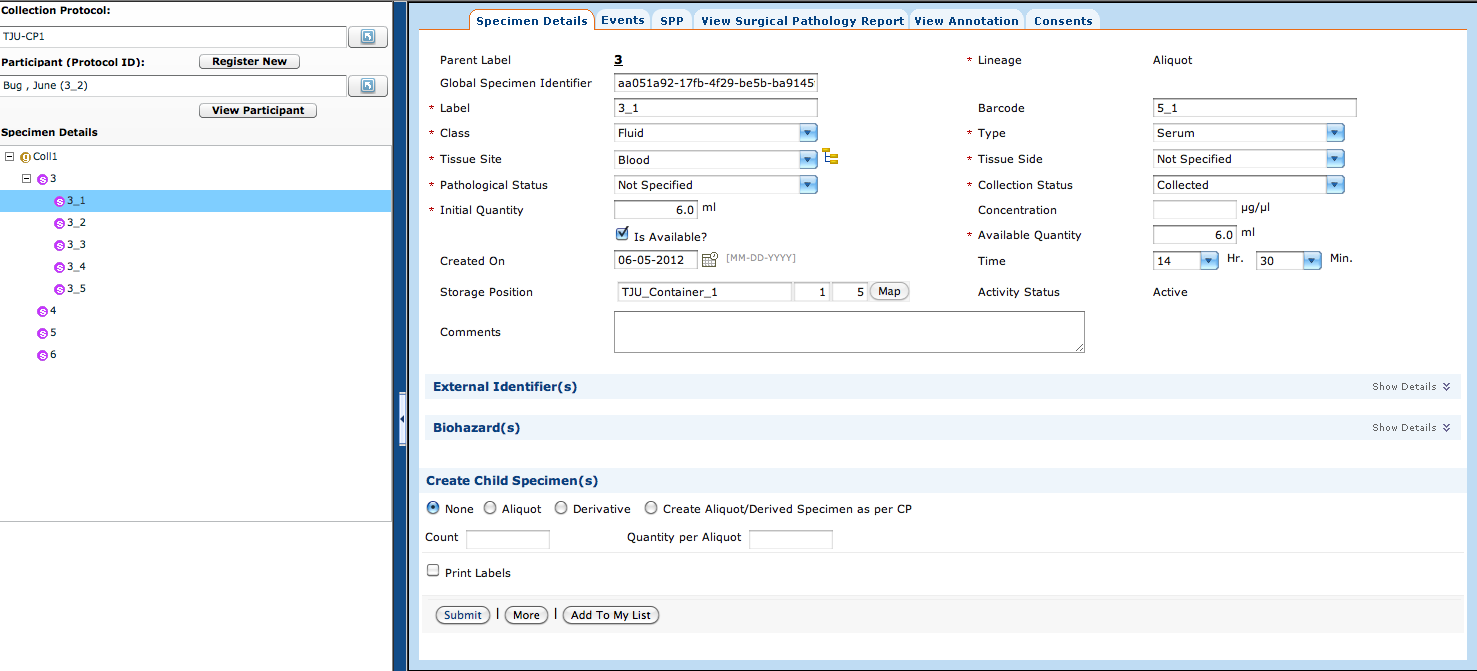 Collection Protocol:
TJU-CP1
Participant (Protocol ID):
Register New
Bug , June (3_2)
View Participant
Specimen Details
Coll1
s 3
s 3_1
s 3_2
s 3_3
s 3_4
s 3_5
s 4
s 5
s 6
Specimen Details
Events
SPP
View Surgical Pathology Report
View Annotation
Consents
Parent Label 3 * Lineage Aliquot
Global Specimen Identifier aa051a92-17fb-4f29-be5b-ba9145
* Label 3_1 Barcode 5_1
* Class Fluid * Type Serum
* Tissue Site Blood * Tissue Side Not Specified
* Pathological Status Not Specified * Collection Status Collected
* Initial Quantity 6.0 ml Concentration µg/µl
Is Available? * Available Quantity 6.0 ml
Created On 06-05-2012 [MM-DD-YYYY] Time 14 Hr. 30 Min.
Storage Position TJU_Container_1 1 5 Map Activity Status Active
Comments
External Identifier(s) Show Details
Biohazard(s) Show Details
Create Child Specimen(s)
None Aliquot Derivative Create Aliquot/Derived Specimen as per CP
Count Quantity per Aliquot
Print Labels
Submit | More | Add To My List